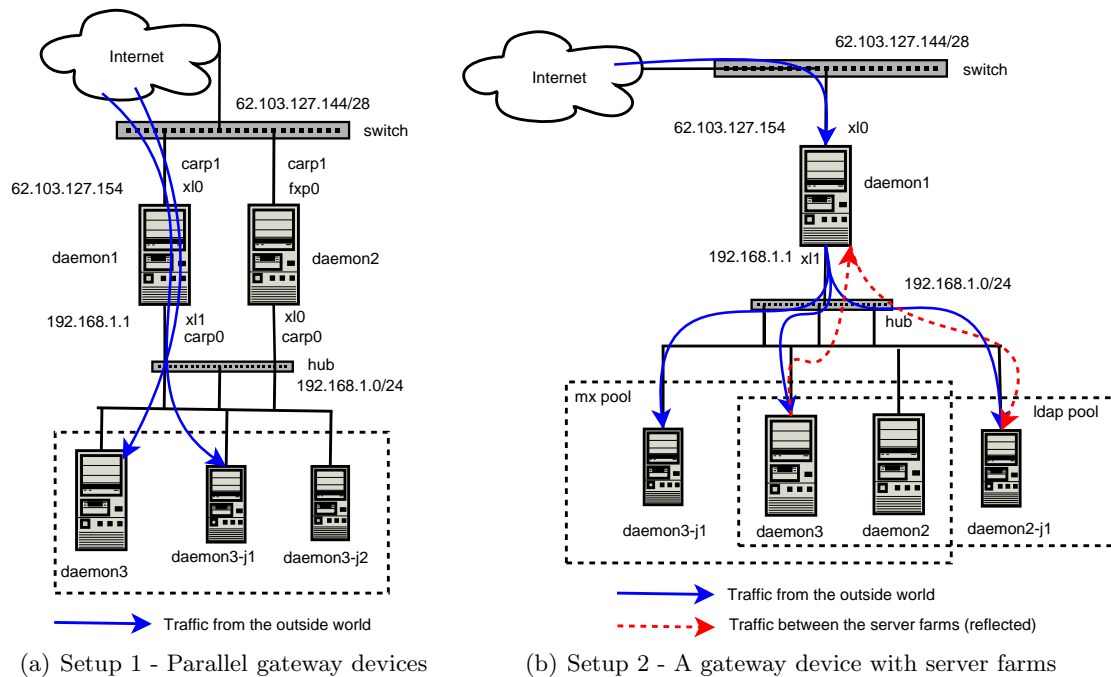 Internet
62.103.127.144/28
switch
carp1
carp1
xl0
fxp0
62.103.127.154
daemon1
daemon2
192.168.1.1
xl1
xl0
carp0
carp0
hub
192.168.1.0/24
daemon3
daemon3-j1
daemon3-j2
Traffic from the outside world
(a) Setup 1 - Parallel gateway devices
62.103.127.144/28
Internet
switch
62.103.127.154
xl0
daemon1
192.168.1.1
xl1
192.168.1.0/24
hub
mx pool
ldap pool
daemon3-j1
daemon3
daemon2
daemon2-j1
Traffic from the outside world
Traffic between the server farms (reflected)
(b) Setup 2 - A gateway device with server farms